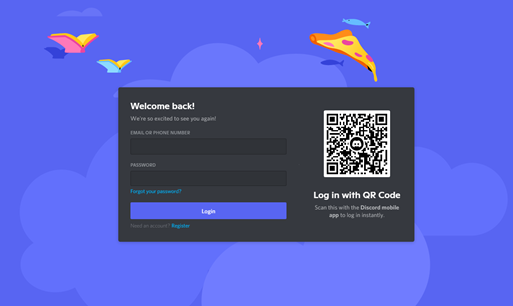 Welcome back!
We're so excited to see you again!
EMAIL OR PHONE NUMBER
PASSWORD
Forgot your password?
Login
Need an account? Register
Log in with QR Code
Scan this with the Discord mobile
app to log in instantly.